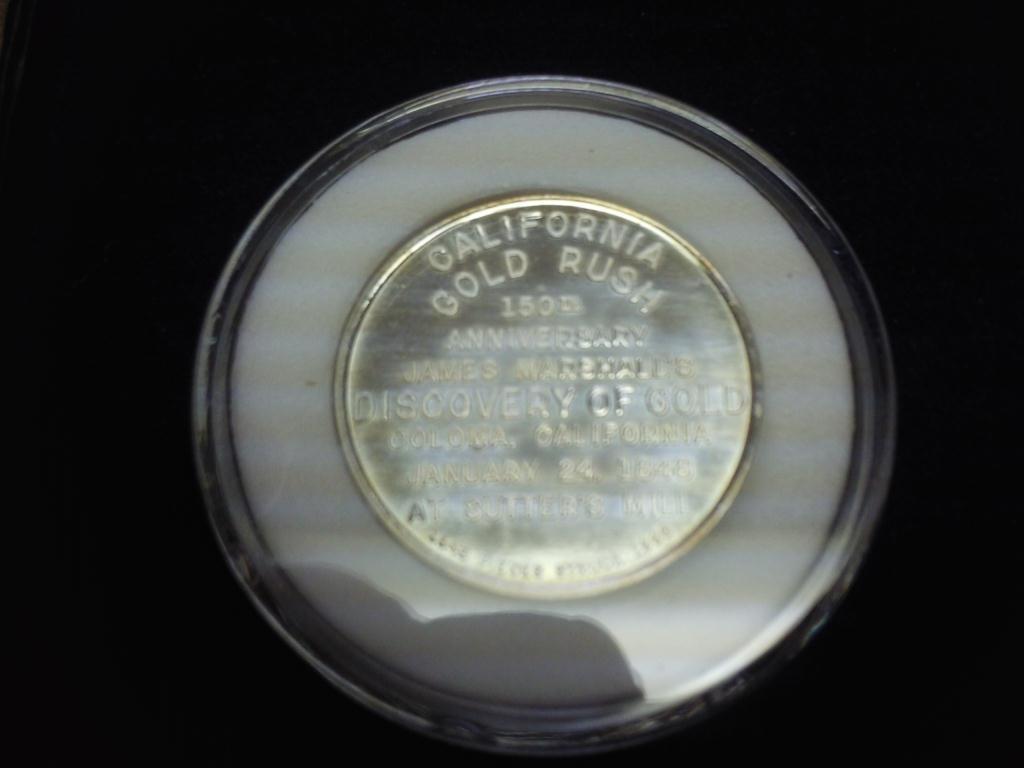 CALIFORNIA
GOLD RUSH
150TH
ANNIVERSARY
JAMES MARSHALL'S
DISCOVERY OF GOLD
COLOMA, CALIFORNIA
JANUARY 24, 1848
AT SUTTER'S MILL